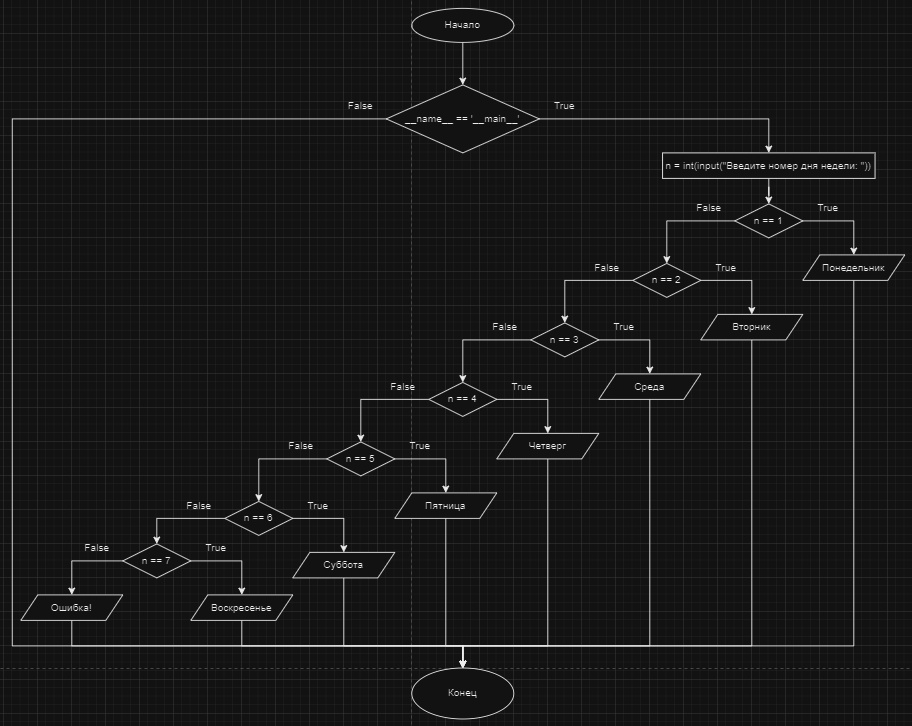 Начало
False
True
__name__ == '__main__'
n = int(input("Введите номер дня недели: "))
False
True
n == 1
False
True
Понедельник
n == 2
False
True
Вторник
n == 3
False
True
Среда
n == 4
False
True
Четверг
n == 5
False
True
Пятница
n == 6
False
True
Суббота
n == 7
Ошибка!
Воскресенье
Конец